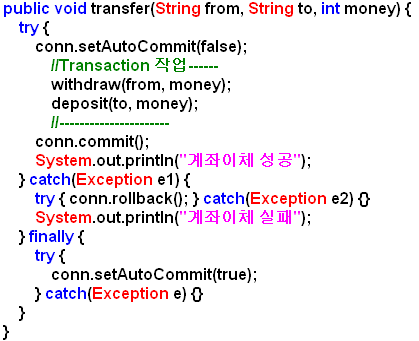 public void transfer(String from, String to, int money) {
try {
conn.setAutoCommit(false);
//Transaction 작업------
withdraw(from, money);
deposit(to, money);
//----------------------
conn.commit();
System.out.println("계좌이체 성공");
} catch(Exception e1) {
try { conn.rollback(); } catch(Exception e2) {}
System.out.println("계좌이체 실패");
} finally {
try {
conn.setAutoCommit(true);
} catch(Exception e) {}
}
}